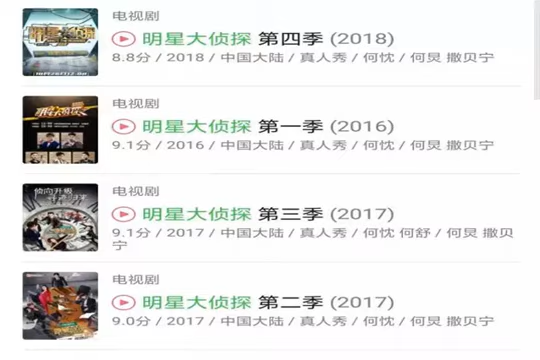 电视剧
明星大侦探 第四季 (2018)
8.8分 / 2018 / 中国大陆 / 真人秀 / 何忱 / 何炅 撒贝宁
电视剧
明星大侦探 第一季 (2016)
9.1分 / 2016 / 中国大陆 / 真人秀 / 何忱 / 何炅 撒贝宁
侦向升级
电视剧
明星大侦探 第三季 (2017)
9.1分 / 2017 / 中国大陆 / 真人秀 / 何忱 何舒 / 何炅 撒贝
宁
电视剧
明星大侦探 第二季 (2017)
9.0分 / 2017 / 中国大陆 / 真人秀 / 何忱 / 何炅 撒贝宁